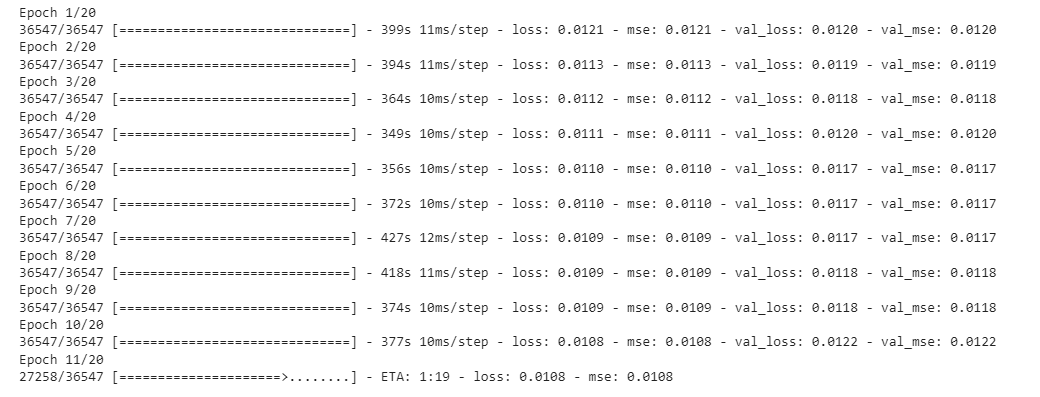 Epoch 1/20
36547/36547 [==============================] - 399s 11ms/step - loss: 0.0121 - mse: 0.0121 - val_loss: 0.0120 - val_mse: 0.0120
Epoch 2/20
36547/36547 [==============================] - 394s 11ms/step - loss: 0.0113 - mse: 0.0113 - val_loss: 0.0119 - val_mse: 0.0119
Epoch 3/20
36547/36547 [==============================] - 364s 10ms/step - loss: 0.0112 - mse: 0.0112 - val_loss: 0.0118 - val_mse: 0.0118
Epoch 4/20
36547/36547 [==============================] - 349s 10ms/step - loss: 0.0111 - mse: 0.0111 - val_loss: 0.0120 - val_mse: 0.0120
Epoch 5/20
36547/36547 [==============================] - 356s 10ms/step - loss: 0.0110 - mse: 0.0110 - val_loss: 0.0117 - val_mse: 0.0117
Epoch 6/20
36547/36547 [==============================] - 372s 10ms/step - loss: 0.0110 - mse: 0.0110 - val_loss: 0.0117 - val_mse: 0.0117
Epoch 7/20
36547/36547 [==============================] - 427s 12ms/step - loss: 0.0109 - mse: 0.0109 - val_loss: 0.0117 - val_mse: 0.0117
Epoch 8/20
36547/36547 [==============================] - 418s 11ms/step - loss: 0.0109 - mse: 0.0109 - val_loss: 0.0118 - val_mse: 0.0118
Epoch 9/20
36547/36547 [==============================] - 374s 10ms/step - loss: 0.0109 - mse: 0.0109 - val_loss: 0.0118 - val_mse: 0.0118
Epoch 10/20
36547/36547 [==============================] - 377s 10ms/step - loss: 0.0108 - mse: 0.0108 - val_loss: 0.0122 - val_mse: 0.0122
Epoch 11/20
27258/36547 [=====================>........] - ETA: 1:19 - loss: 0.0108 - mse: 0.0108